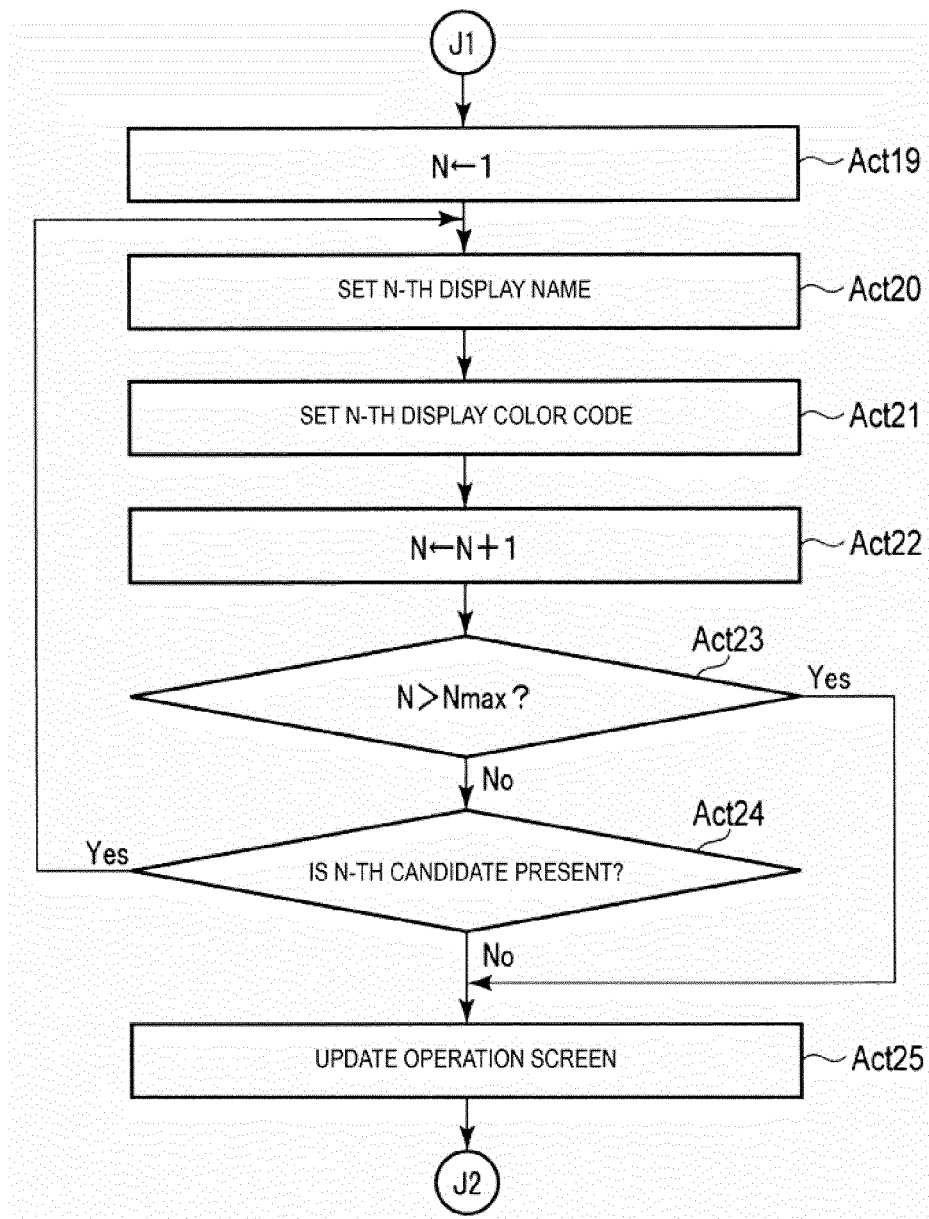 J1
N←1
Act19
SET N-TH DISPLAY NAME
Act20
SET N-TH DISPLAY COLOR CODE
Act21
N←N+1
Act22
Act23
N>Nmax?
Yes
No
Act24
Yes
IS N-TH CANDIDATE PRESENT?
No
UPDATE OPERATION SCREEN
Act25
J2